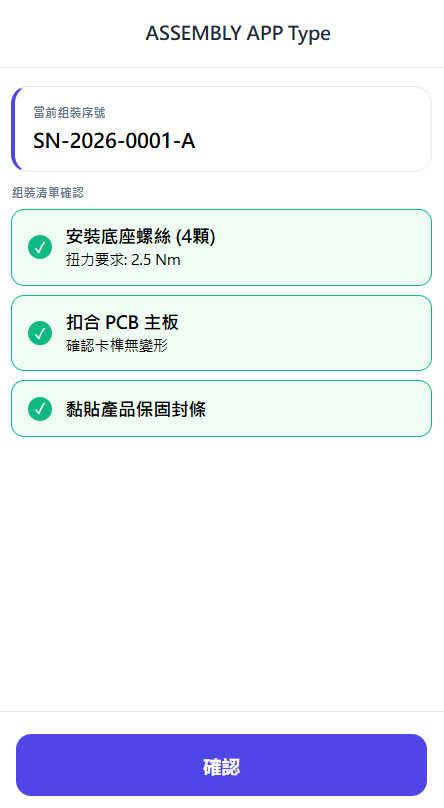 ASSEMBLY APP Type
當前組裝序號
SN-2026-0001-A
組裝清單確認
安裝底座螺絲 (4顆)
扭力要求: 2.5 Nm
扣合 PCB 主板
確認卡榫無變形
黏貼產品保固封條
確認